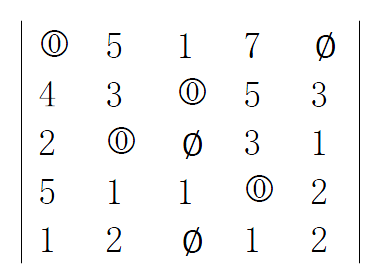 ⓪ 5 1 7 ∅
4 3 ⓪ 5 3
2 ⓪ ∅ 3 1
5 1 1 ⓪ 2
1 2 ∅ 1 2